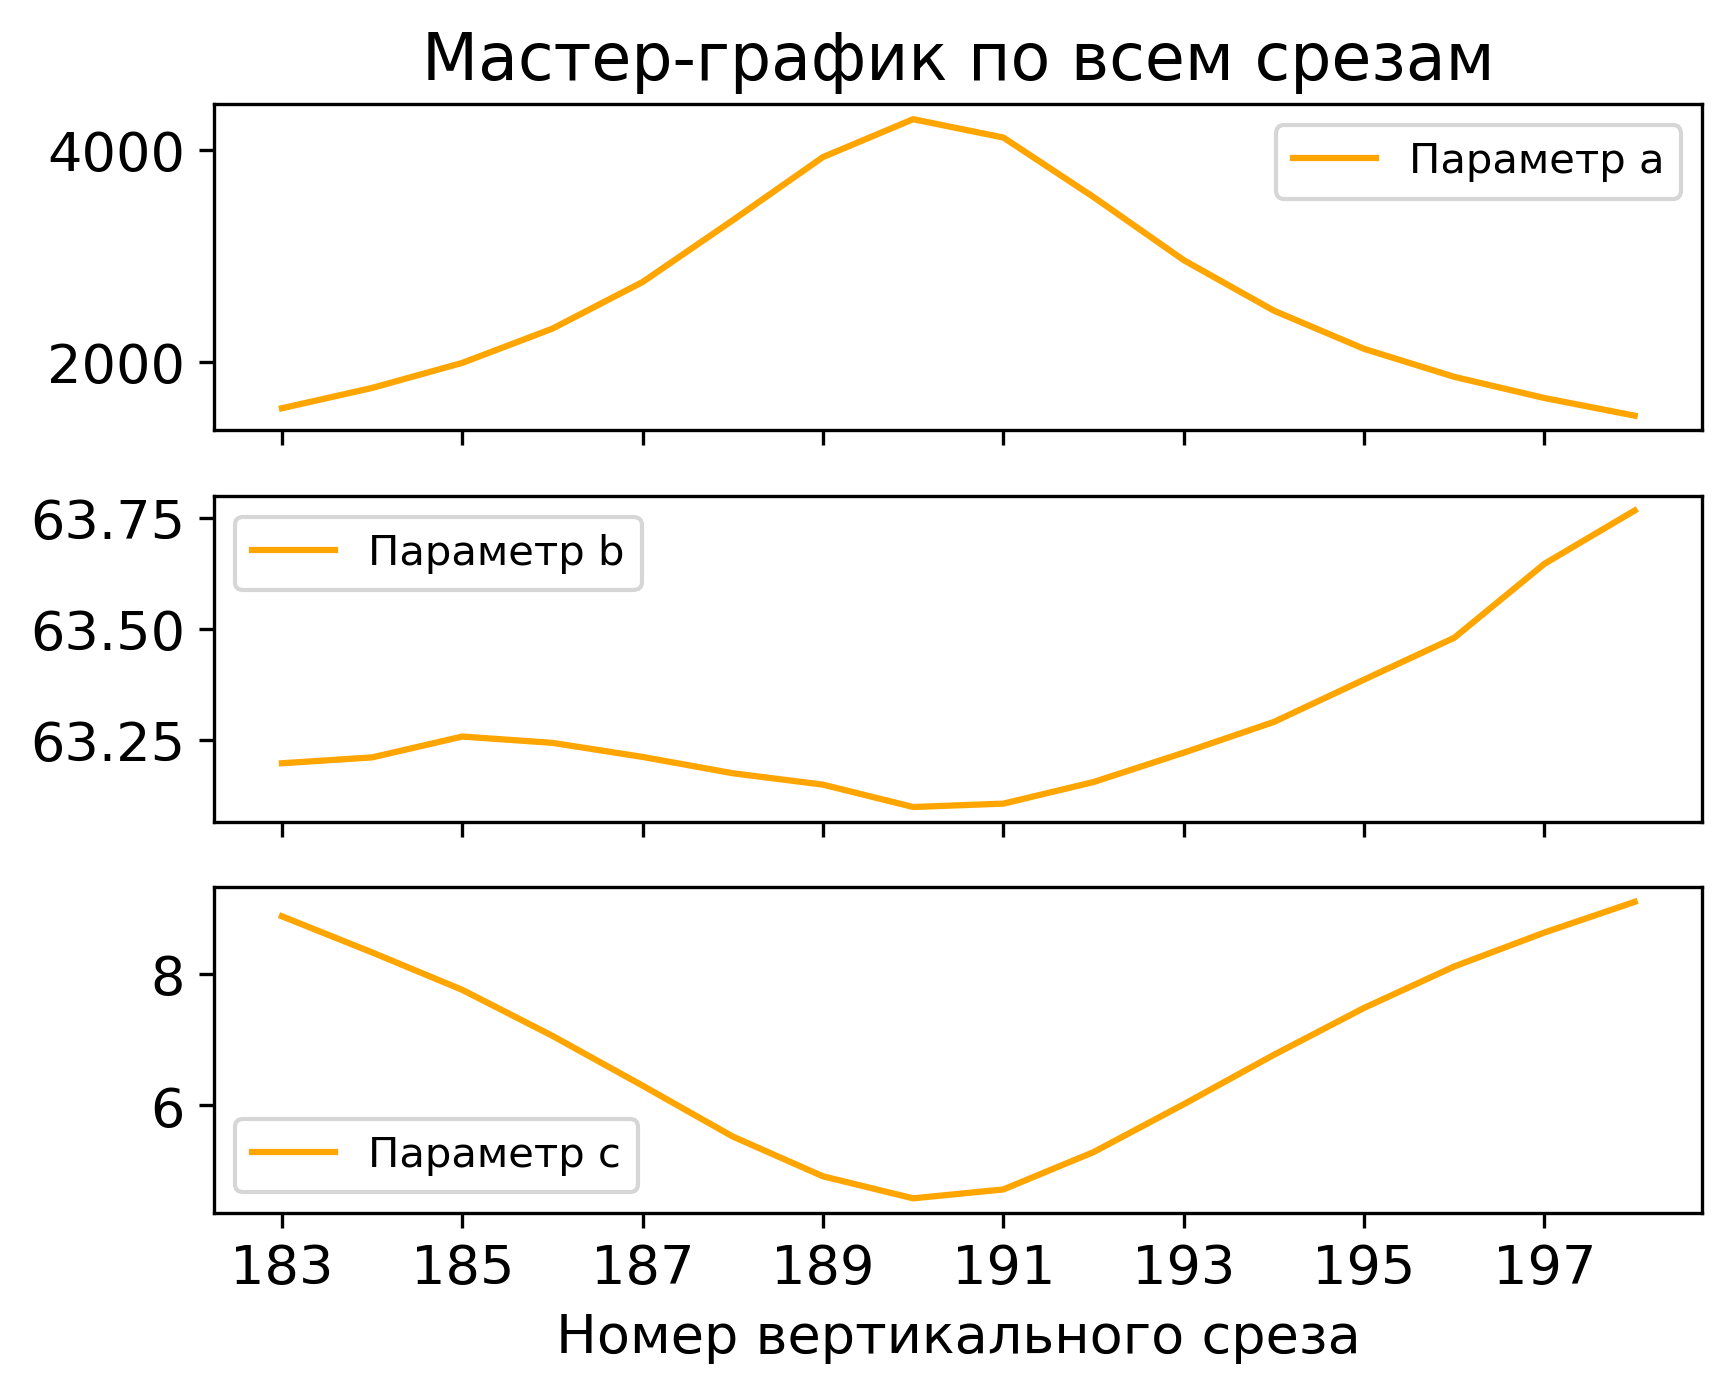 Мастер-график по всем срезам
4000
2000
Параметр a
63.75
63.50
63.25
Параметр b
8
6
Параметр c
183 185 187 189 191 193 195 197
Номер вертикального среза